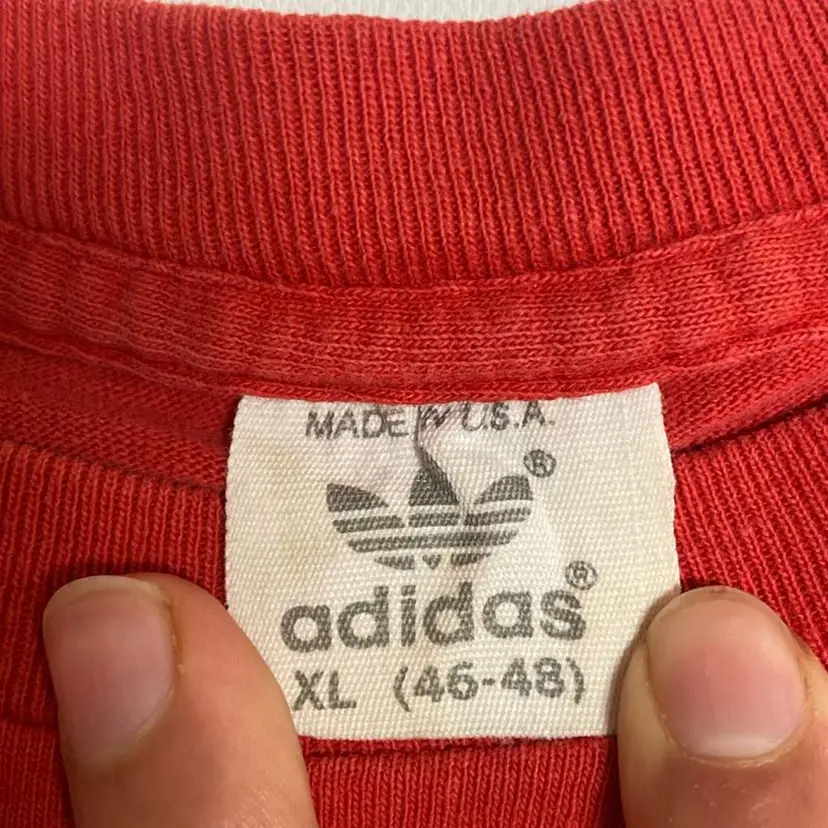 MADE IN U.S.A.
®
adidas®
XL (46-48)